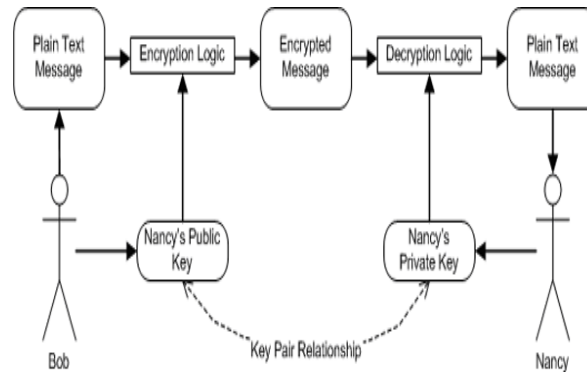 Plain Text
Message
Encryption Logic
Encrypted
Message
Decryption Logic
Plain Text
Message
Nancy's Public
Key
Nancy's
Private Key
Key Pair Relationship
Bob
Nancy